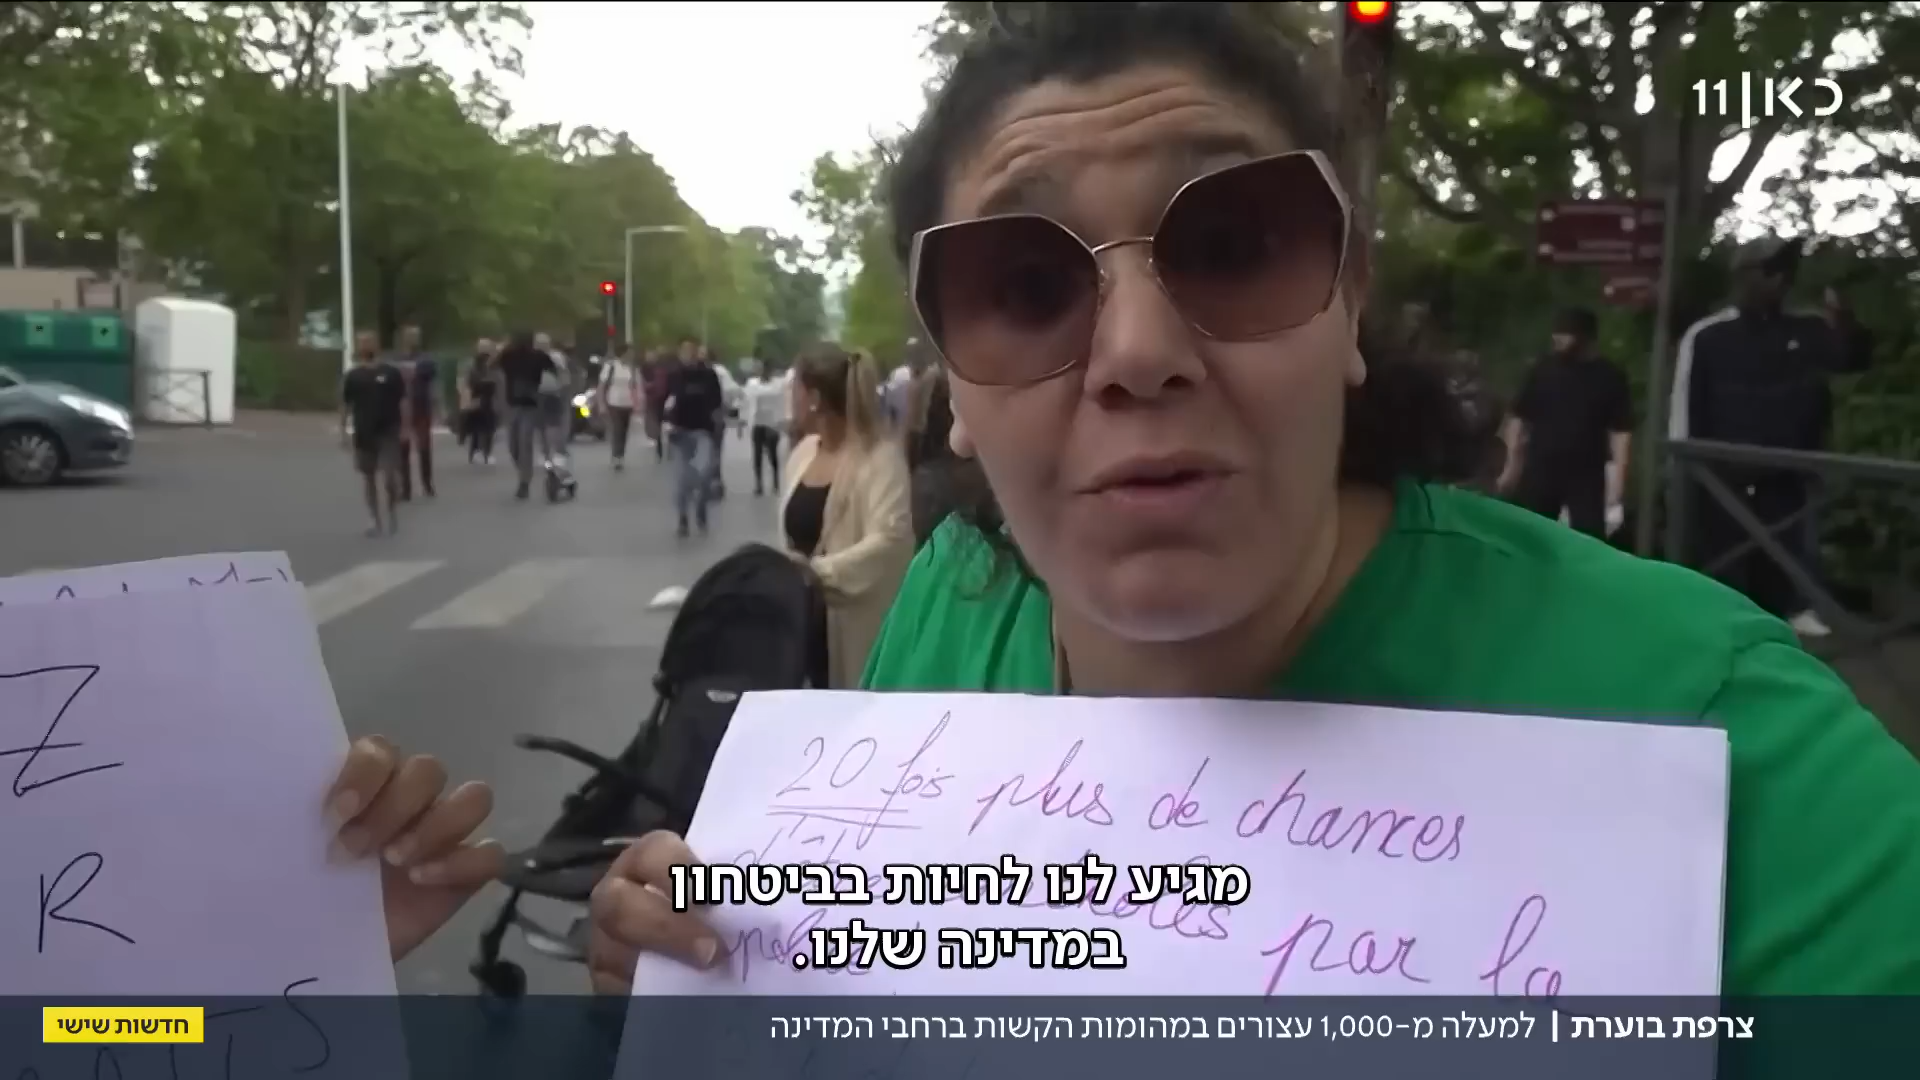 כאן 11
Z
R
20 fois plus de chances
par la
מגיע לנו לחיות בביטחון
במדינה שלנו.
צרפת בוערת | למעלה מ-1,000 עצורים במהומות הקשות ברחבי המדינה
חדשות שישי